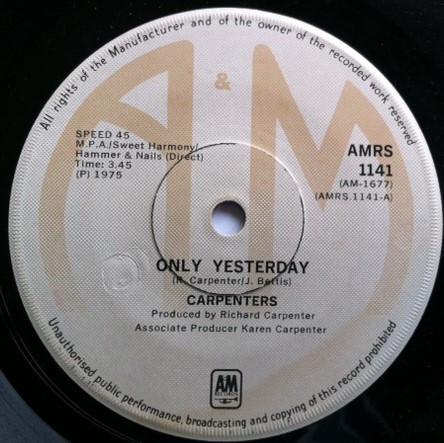 All rights of the Manufacturer and of the owner of the recorded work reserved
A&M
SPEED 45
M.P.A./Sweet Harmony/
Hammer & Nails (Direct)
Time: 3.45
(P) 1975
AMRS
1141
(AM-1677)
(AMRS.1141-A)
ONLY YESTERDAY
(R. Carpenter/J. Bettis)
CARPENTERS
Produced by Richard Carpenter
Associate Producer Karen Carpenter
AM
RECORDS
Unauthorised public performance, broadcasting and copying of this record prohibited